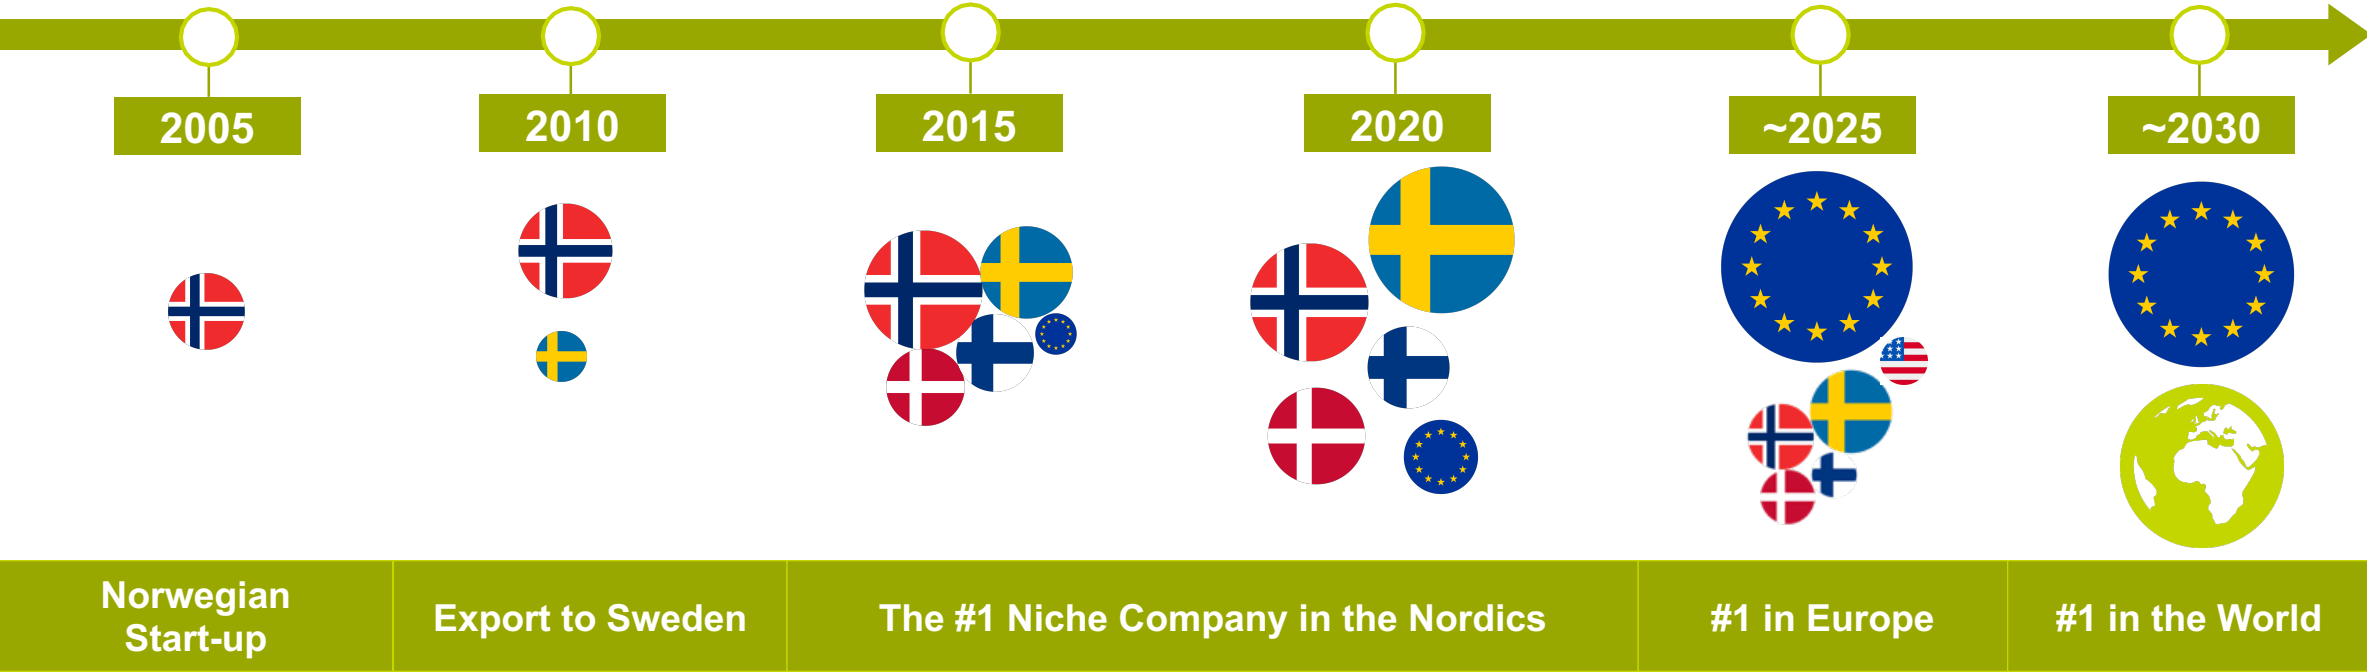 2005
2010
2015
2020
~2025
~2030
Norwegian
Start-up
Export to Sweden
The #1 Niche Company in the Nordics
#1 in Europe
#1 in the World